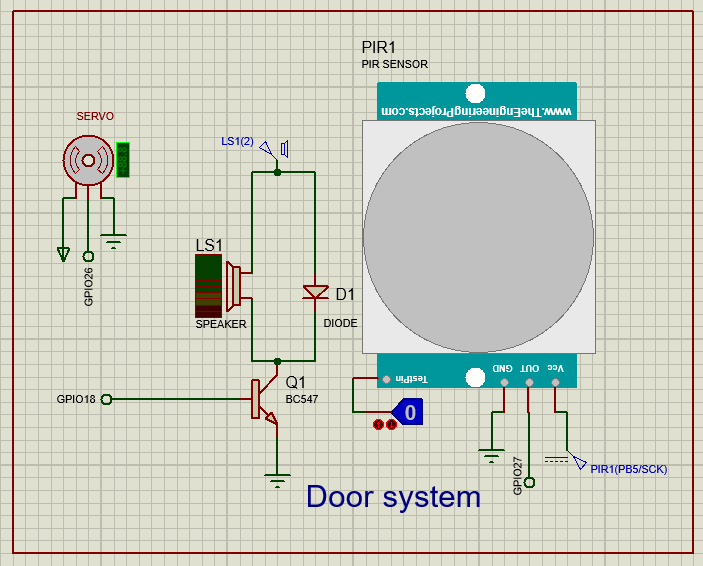 PIR1
PIR SENSOR
www.TheEngineeringProjects.com
SERVO
LS1(2)
GPIO26
LS1
SPEAKER
D1
DIODE
TestPin
GND
OUT
Vcc
Q1
BC547
GPIO18
0
GPIO27
PIR1(PB5/SCK)
Door system